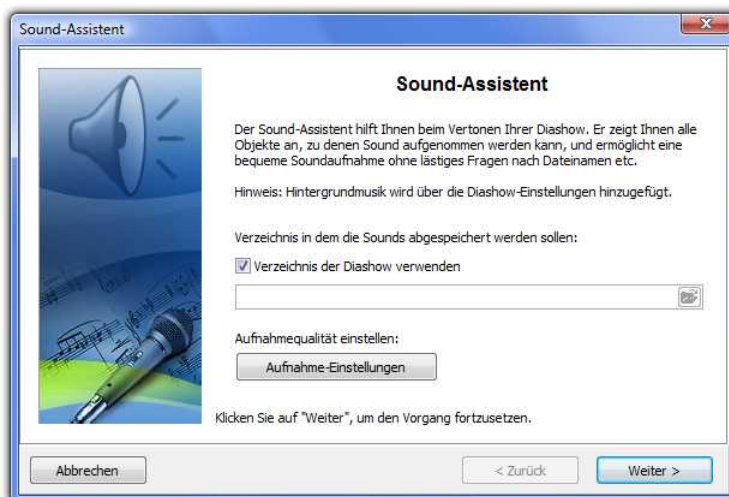 Sound-Assistent
Sound-Assistent
Der Sound-Assistent hilft Ihnen beim Vertonen Ihrer Diashow. Er zeigt Ihnen alle
Objekte an, zu denen Sound aufgenommen werden kann, und ermöglicht eine
bequeme Soundaufnahme ohne lästiges Fragen nach Dateinamen etc.
Hinweis: Hintergrundmusik wird über die Diashow-Einstellungen hinzugefügt.
Verzeichnis in dem die Sounds abgespeichert werden sollen:
Verzeichnis der Diashow verwenden
Aufnahmequalität einstellen:
Aufnahme-Einstellungen
Klicken Sie auf "Weiter", um den Vorgang fortzusetzen.
Abbrechen
< Zurück
Weiter >